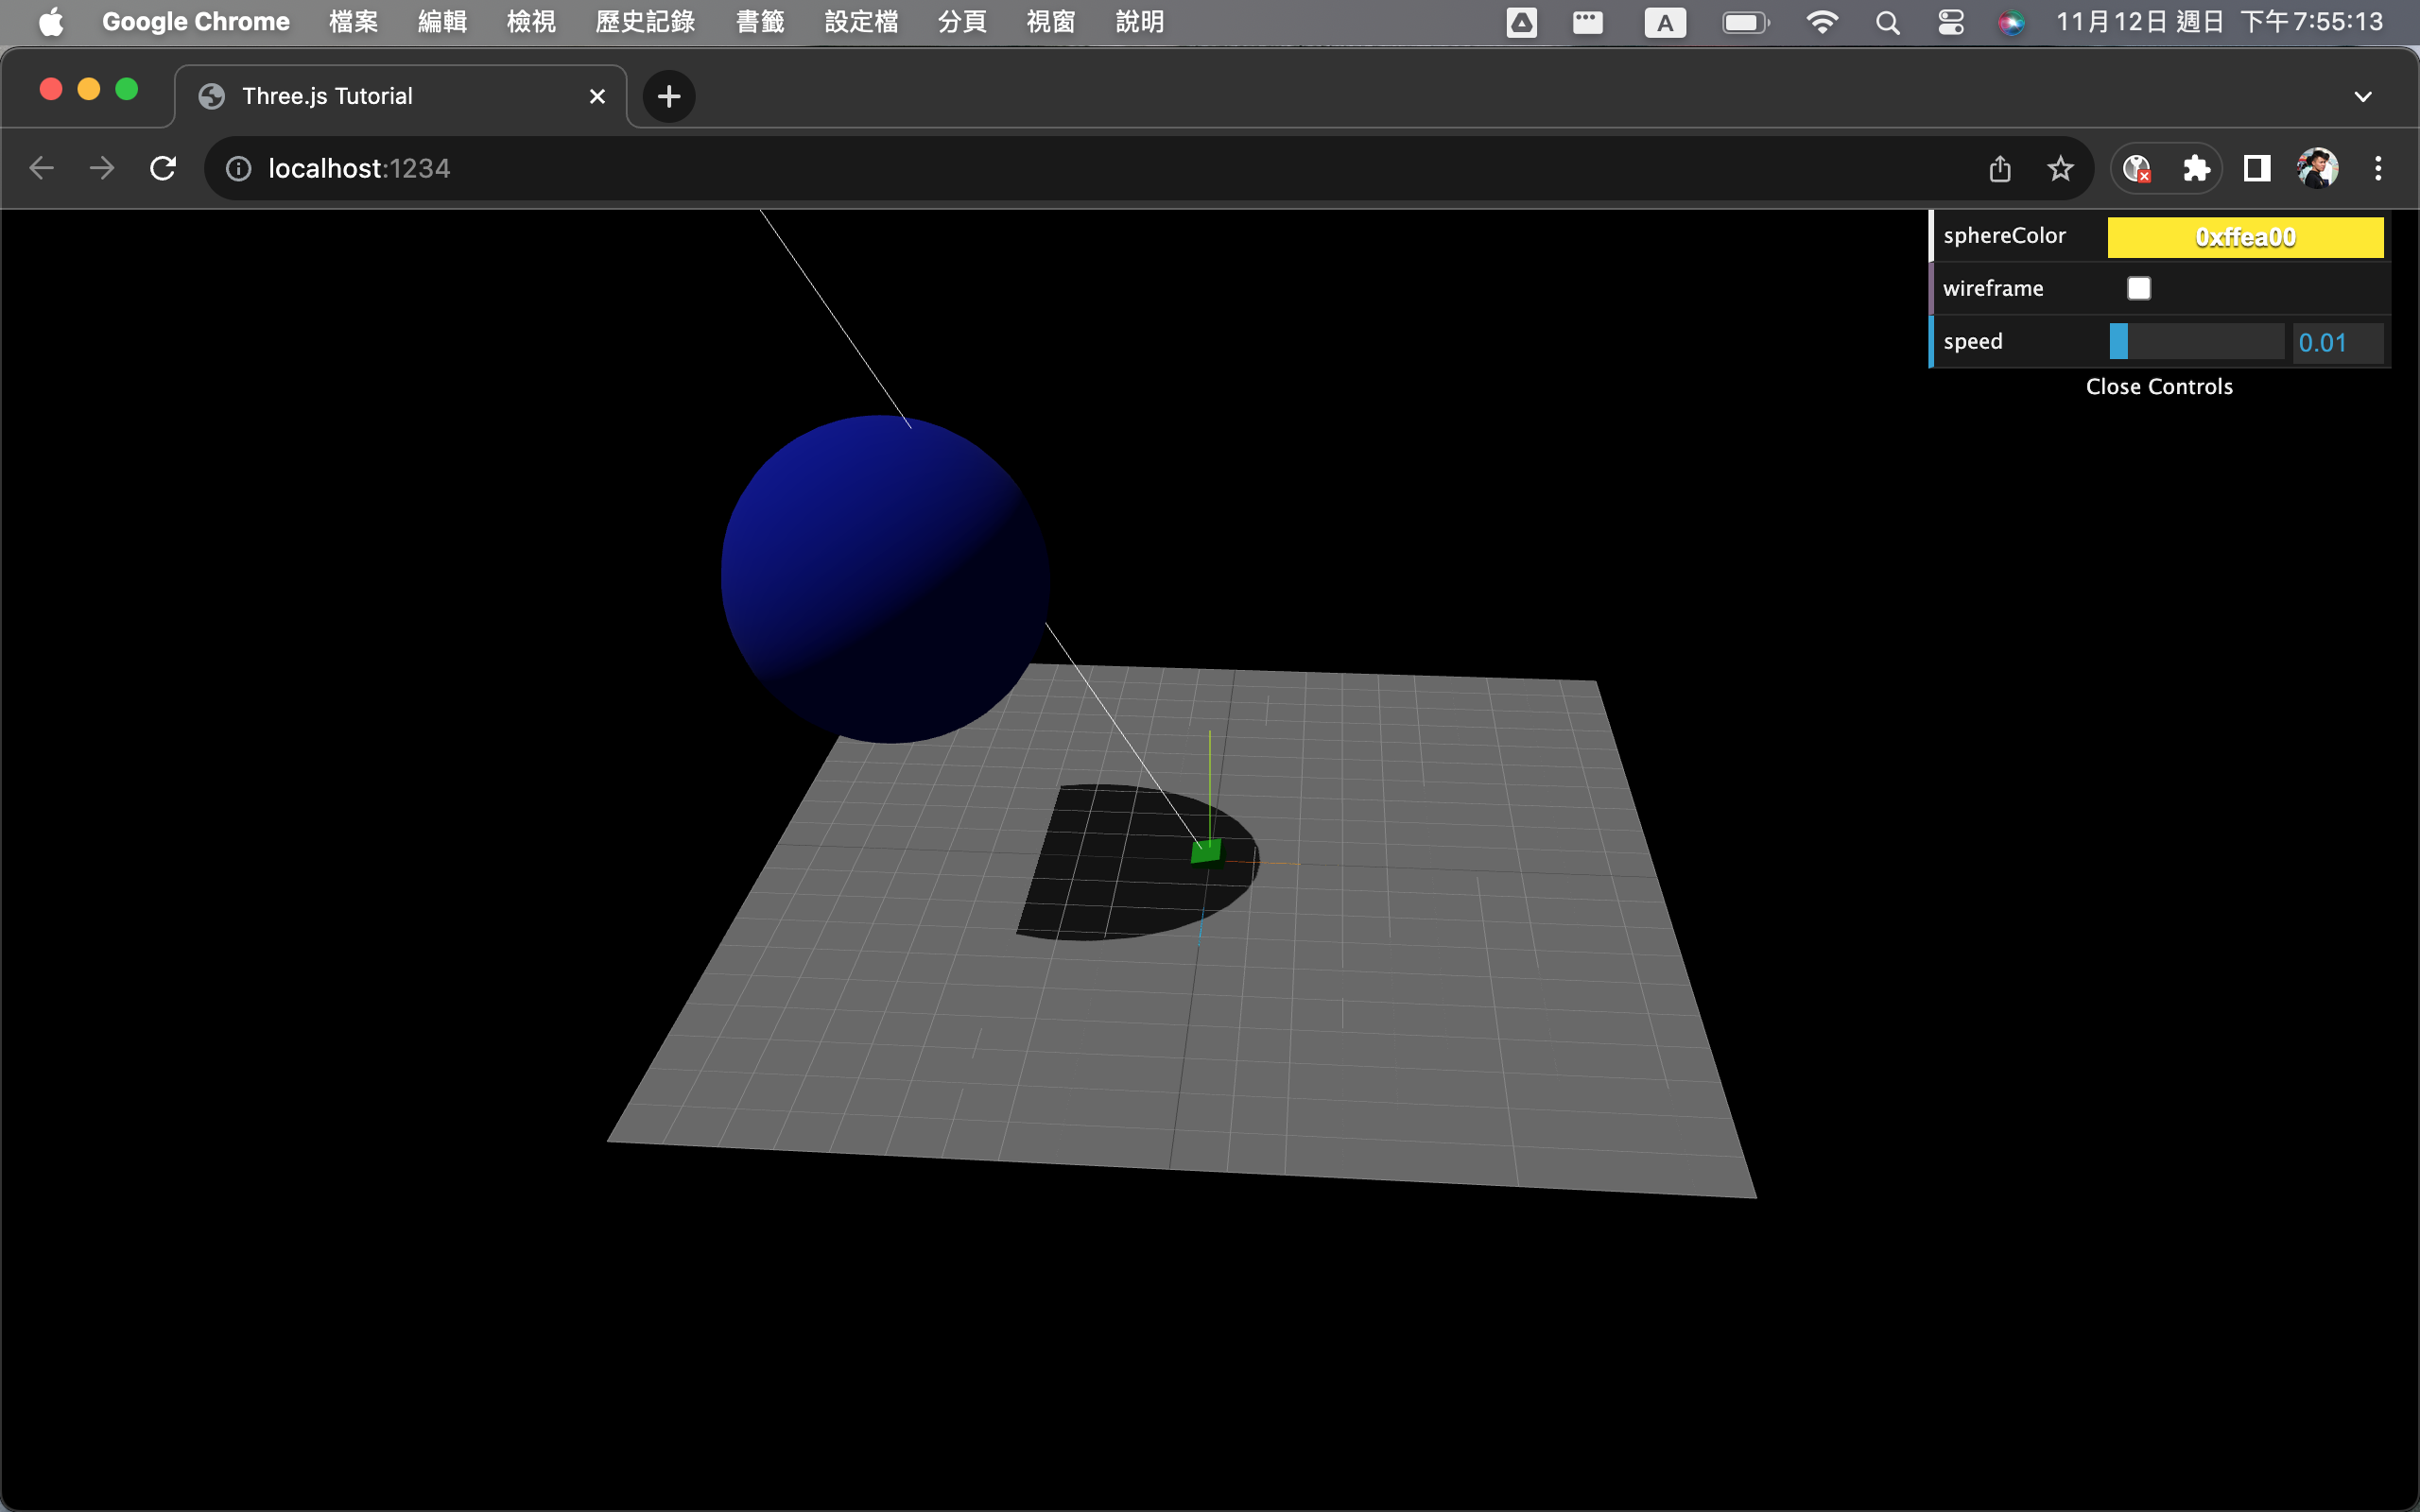 Google Chrome 檔案 編輯 檢視 歷史記錄 書籤 設定檔 分頁 視窗 說明 A 11月12日 週日 下午7:55:13
Three.js Tutorial
localhost:1234
sphereColor 0xffea00
wireframe
speed 0.01
Close Controls